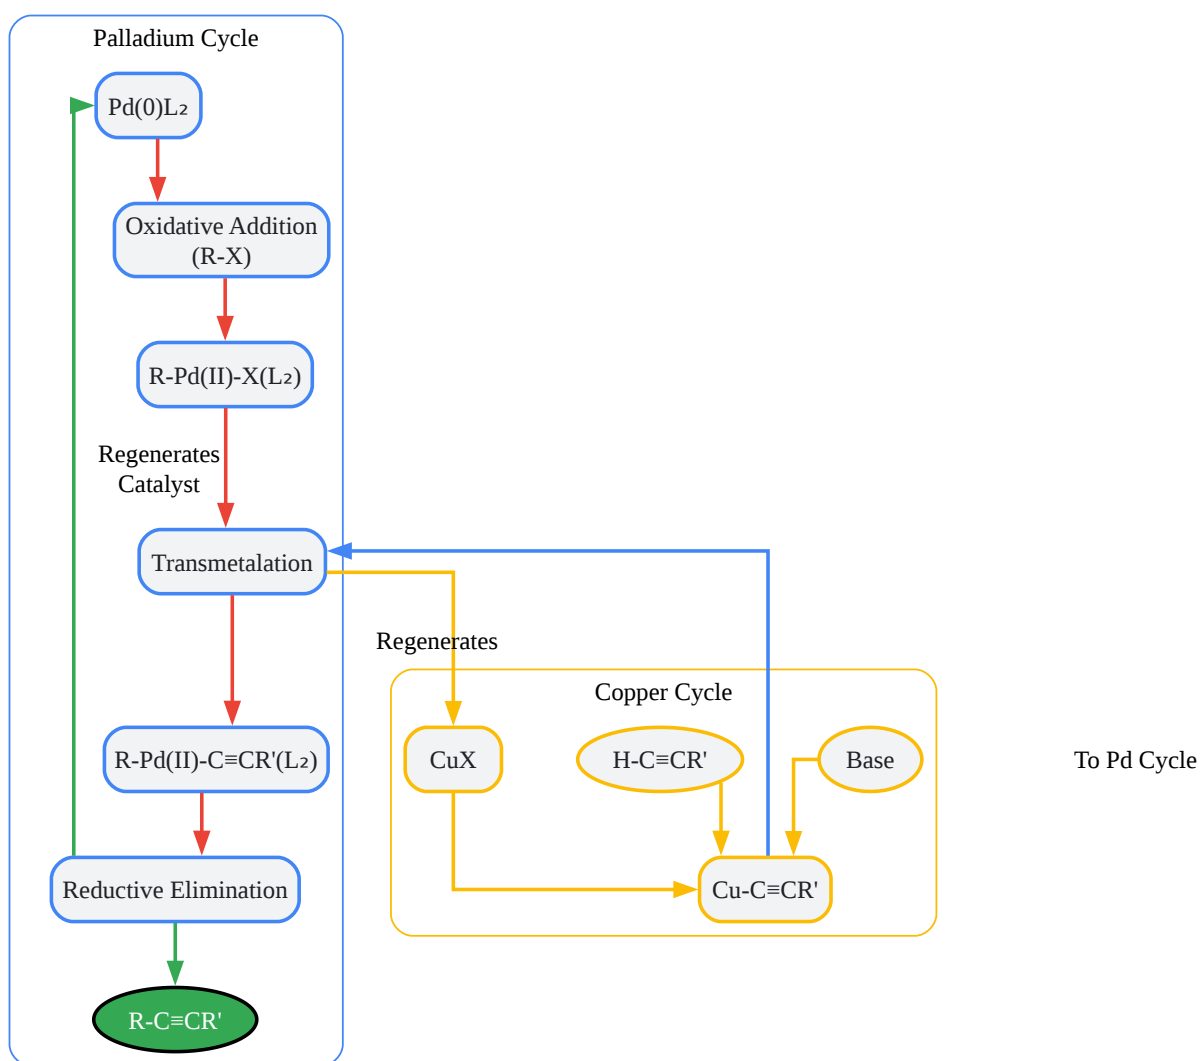 Palladium Cycle
Pd(0)L₂
Oxidative Addition
(R-X)
R-Pd(II)-X(L₂)
Regenerates
Catalyst
Transmetalation
Regenerates
Copper Cycle
R-Pd(II)-C≡CR'(L₂)
CuX
H-C≡CR'
Base
To Pd Cycle
Reductive Elimination
Cu-C≡CR'
R-C≡CR'